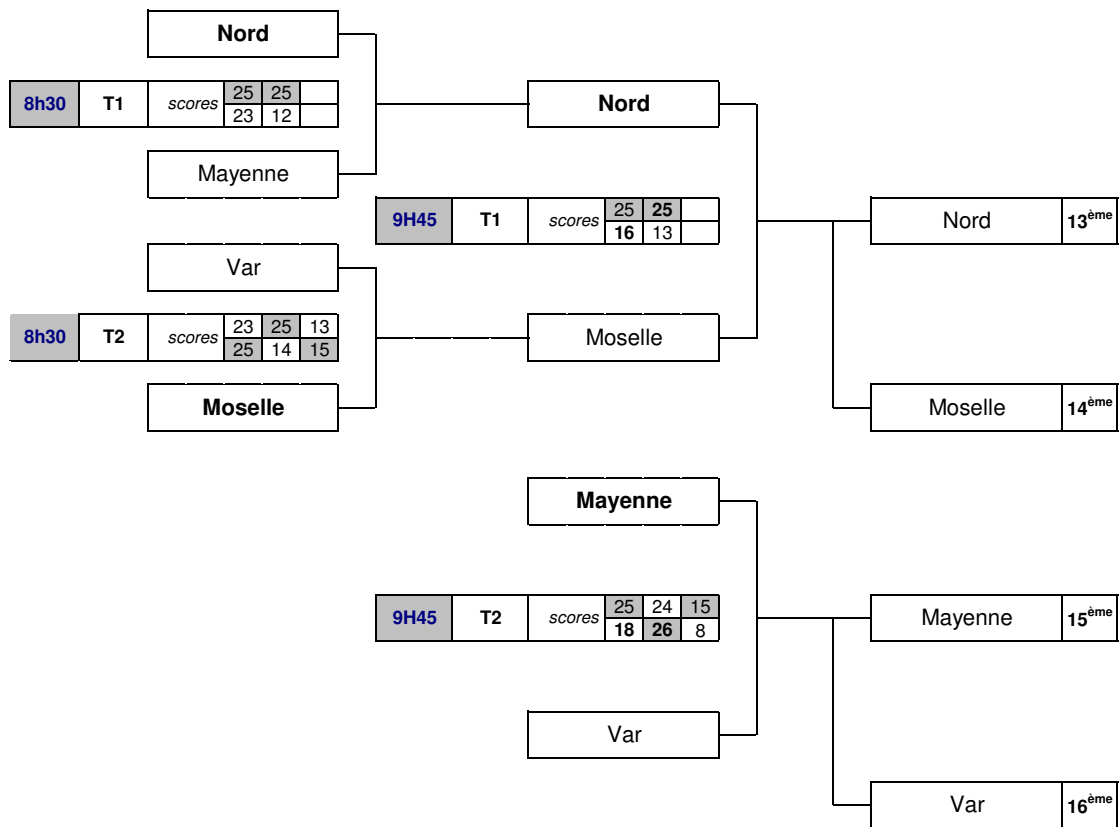 Nord
8h30 T1 scores 25 25
23 12
Mayenne
Nord
9H45 T1 scores 25 25
16 13
Var
8h30 T2 scores 23 25 13
25 14 15
Moselle
Moselle
Nord 13ème
Moselle 14ème
Mayenne
9H45 T2 scores 25 24 15
18 26 8
Var
Mayenne 15ème
Var 16ème